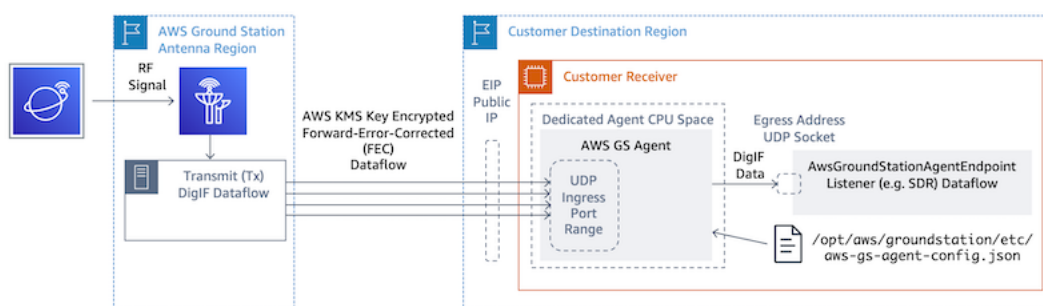 AWS Ground Station
Antenna Region
RF
Signal
Transmit (Tx)
DigIF Dataflow
AWS KMS Key Encrypted
Forward-Error-Corrected
(FEC)
Dataflow
Customer Destination Region
EIP
Public
IP
Customer Receiver
Dedicated Agent CPU Space
AWS GS Agent
UDP
Ingress
Port
Range
DigIF
Data
Egress Address
UDP Socket
AwsGroundStationAgentEndpoint
Listener (e.g. SDR) Dataflow
/opt/aws/groundstation/etc/
aws-gs-agent-config.json